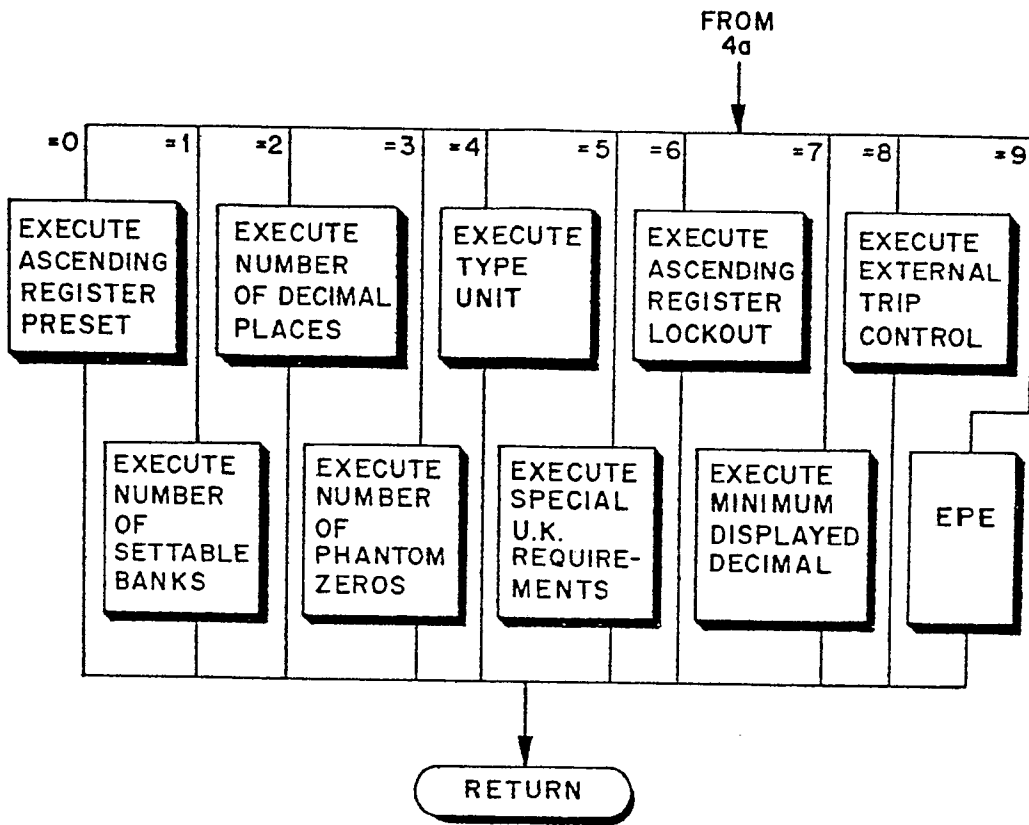 FROM
4a
=0
=1
=2
=3
=4
=5
=6
=7
=8
=9
EXECUTE
ASCENDING
REGISTER
PRESET
EXECUTE
NUMBER
OF DECIMAL
PLACES
EXECUTE
TYPE
UNIT
EXECUTE
ASCENDING
REGISTER
LOCKOUT
EXECUTE
EXTERNAL
TRIP
CONTROL
EXECUTE
NUMBER
OF
SETTABLE
BANKS
EXECUTE
NUMBER
OF
PHANTOM
ZEROS
EXECUTE
SPECIAL
U.K.
REQUIRE-
MENTS
EXECUTE
MINIMUM
DISPLAYED
DECIMAL
EPE
RETURN